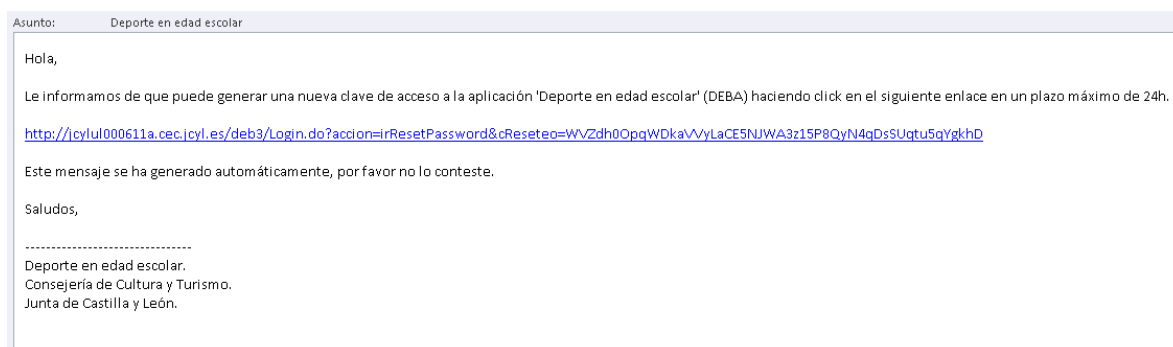 Asunto: Deporte en edad escolar
Hola,
Le informamos de que puede generar una nueva clave de acceso a la aplicación 'Deporte en edad escolar' (DEBA) haciendo click en el siguiente enlace en un plazo máximo de 24h.
http://jcylul000611a.cec.jcyl.es/deb3/Login.do?accion=irResetPassword&cReseteo=WVZdh0OpqWDkaVVyLaCE5NJWA3z15P8QyN4qDsSUqtu5qYgkhD
Este mensaje se ha generado automáticamente, por favor no lo conteste.
Saludos,
--------------------------------
Deporte en edad escolar.
Consejería de Cultura y Turismo.
Junta de Castilla y León.